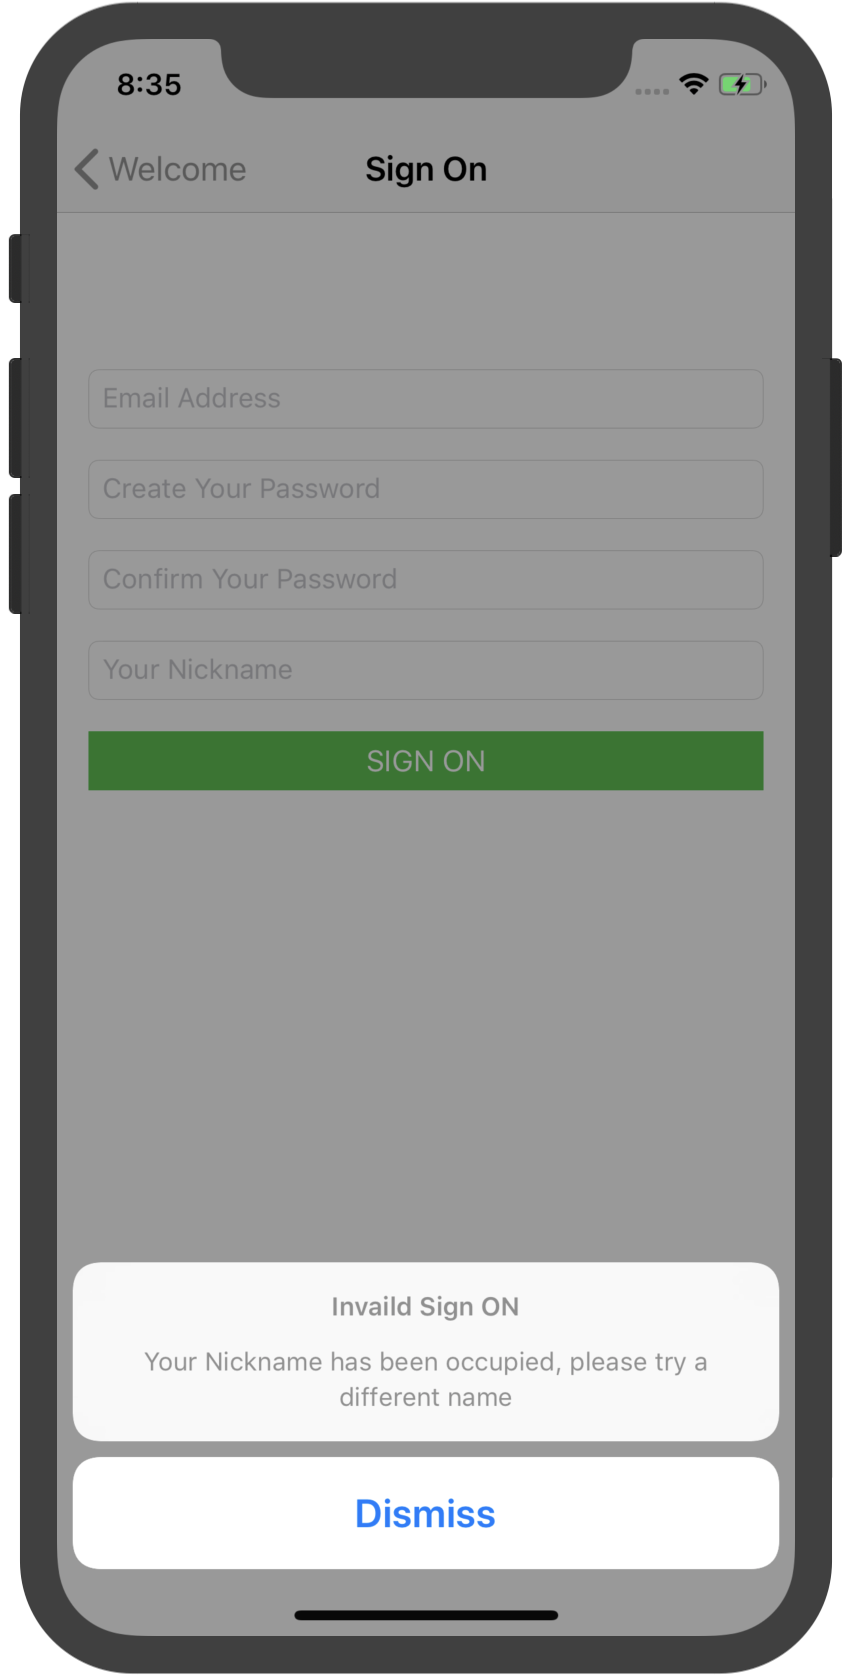 8:35
Welcome
Sign On
Email Address
Create Your Password
Confirm Your Password
Your Nickname
SIGN ON
Invaild Sign ON
Your Nickname has been occupied, please try a
different name
Dismiss